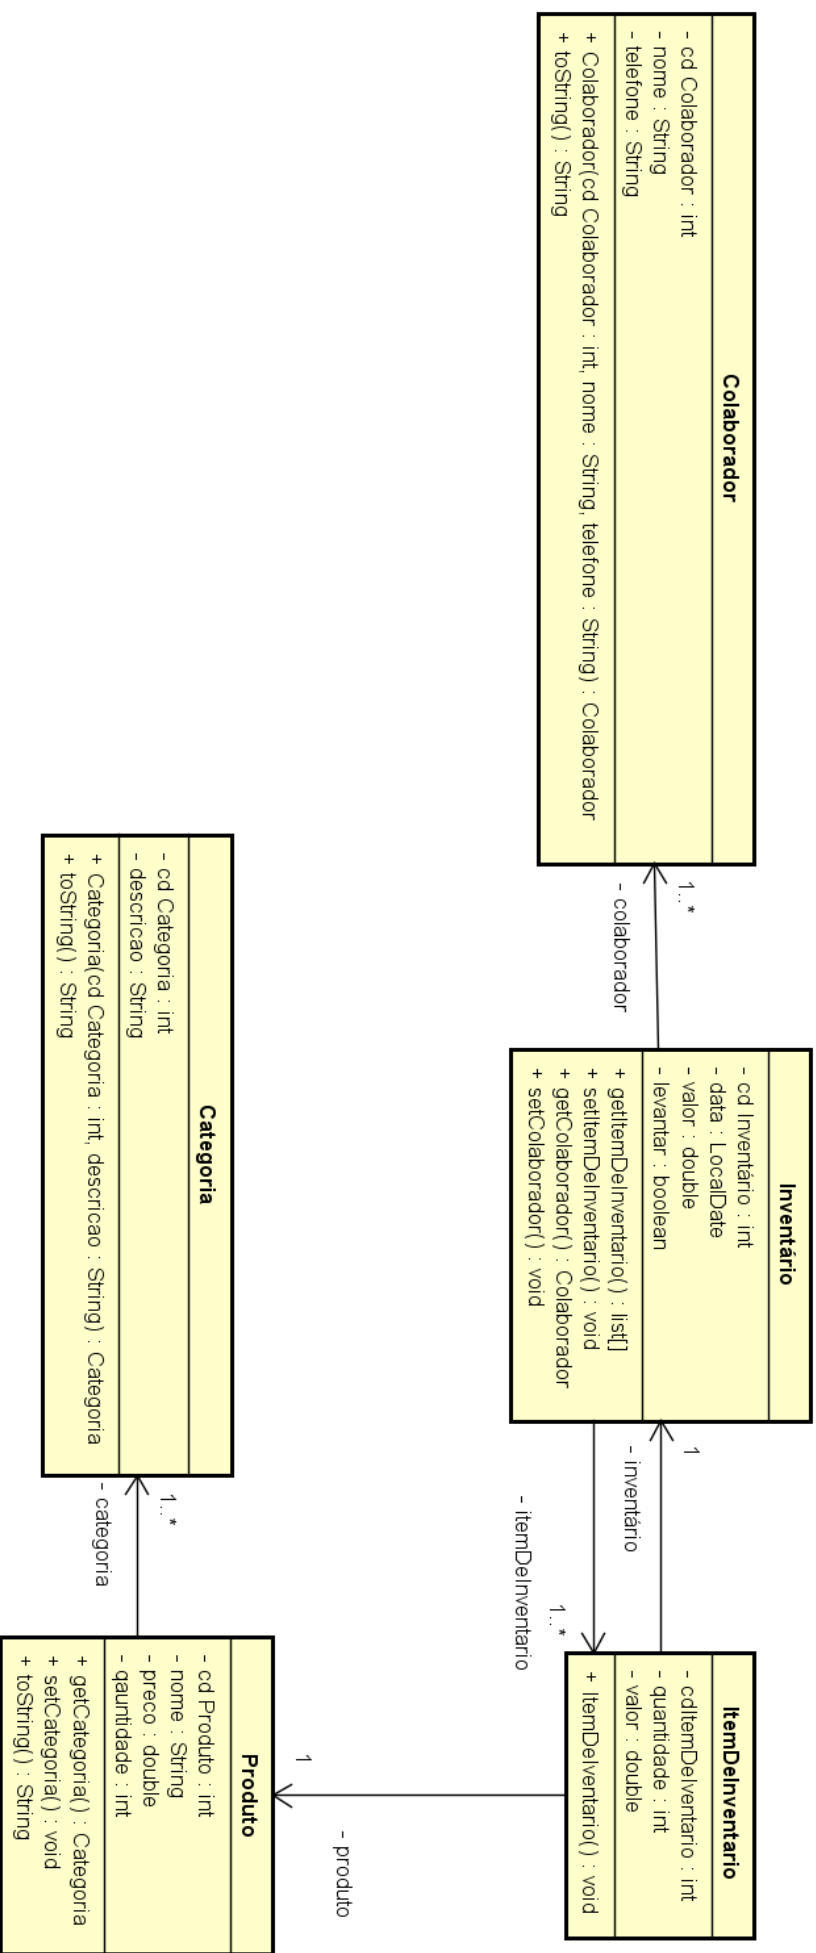 Colaborador
- cd Colaborador : int
- nome : String
- telefone : String
+ Colaborador(cd Colaborador : int, nome : String, telefone : String) : Colaborador
+ toString() : String
1..*
- colaborador
Inventário
- cd Inventário : int
- data : LocalDate
- valor : double
- levantar : boolean
+ getItemDeInventario() : list[]
+ setItemDeInventario() : void
+ getColaborador() : Colaborador
+ setColaborador() : void
1
- inventário
- itemDeInventario
1..*
ItemDeInventario
- cdItemDeIventario : int
- quantidade : int
- valor : double
+ ItemDeIventario() : void
Categoria
- cd Categoria : int
- descricao : String
+ Categoria(cd Categoria : int, descricao : String) : Categoria
+ toString() : String
1..*
- categoria
1
- produto
Produto
- cd Produto : int
- nome : String
- preco : double
- qauntidade : int
+ getCategoria() : Categoria
+ setCategoria() : void
+ toString() : String